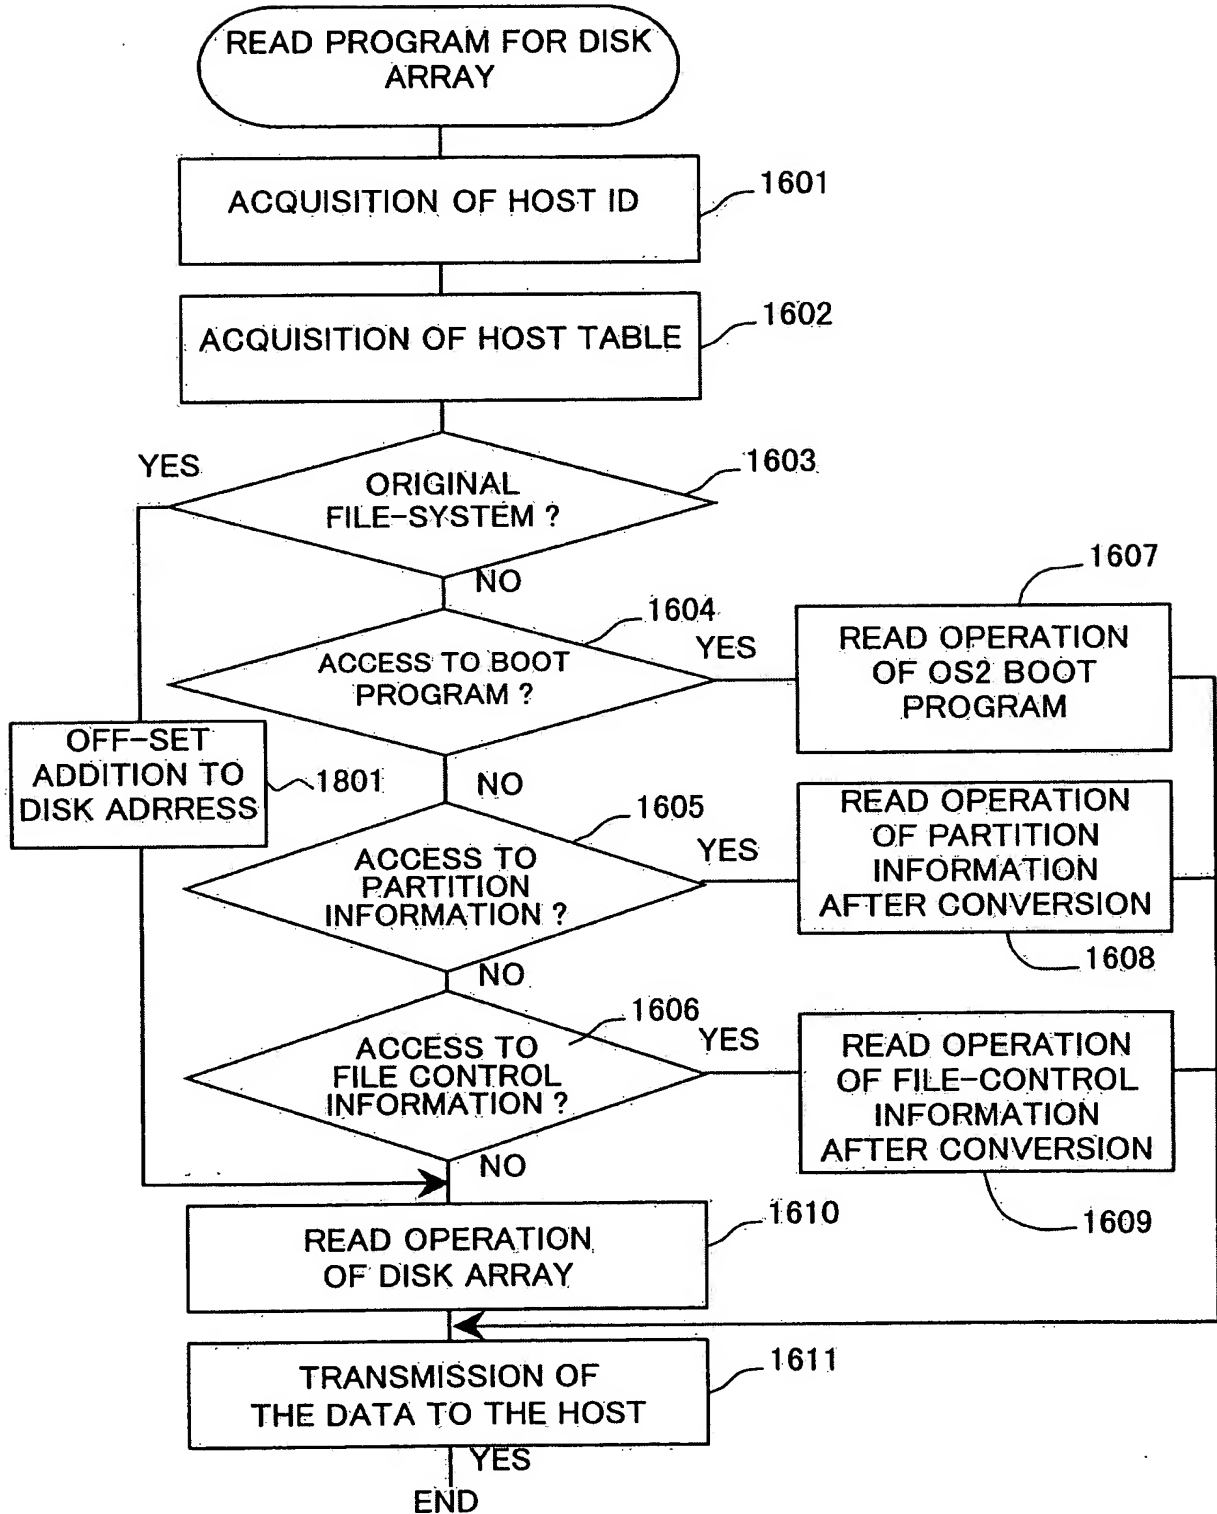 READ PROGRAM FOR DISK
ARRAY
ACQUISITION OF HOST ID
1601
ACQUISITION OF HOST TABLE
1602
YES
ORIGINAL
FILE-SYSTEM ?
1603
NO
1604
ACCESS TO BOOT
PROGRAM ?
YES
1607
READ OPERATION
OF OS2 BOOT
PROGRAM
OFF-SET
ADDITION TO
DISK ADRRESS
1801
NO
1605
ACCESS TO
PARTITION
INFORMATION ?
YES
READ OPERATION
OF PARTITION
INFORMATION
AFTER CONVERSION
1608
NO
1606
ACCESS TO
FILE CONTROL
INFORMATION ?
YES
READ OPERATION
OF FILE-CONTROL
INFORMATION
AFTER CONVERSION
1609
NO
READ OPERATION
OF DISK ARRAY
1610
TRANSMISSION OF
THE DATA TO THE HOST
1611
YES
END